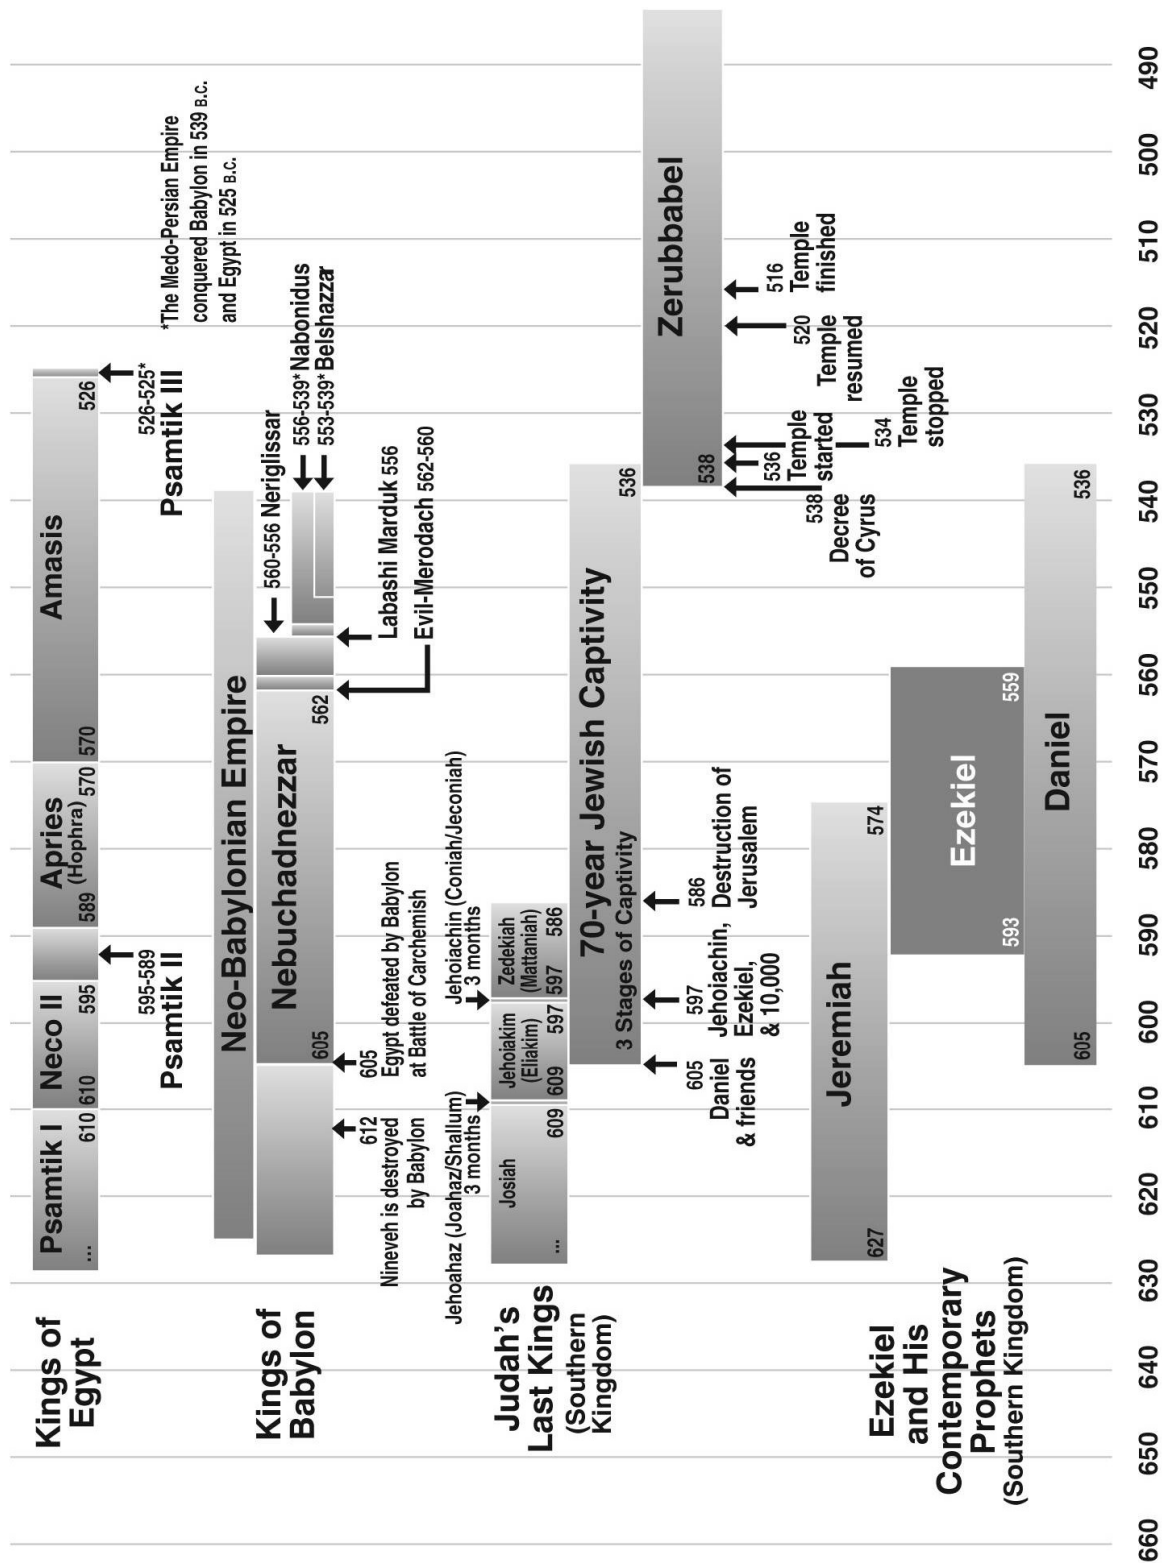 Kings of
Egypt
Psamtik I
...
610
Neco II
610
595
595-589
Psamtik II
Apries
(Hophra)
589
570
Amasis
570
526
526-525*
Psamtik III
*The Medo-Persian Empire
conquered Babylon in 539 B.C.
and Egypt in 525 B.C.
Kings of
Babylon
Neo-Babylonian Empire
Nebuchadnezzar
605
562
560-556 Neriglissar
556-539* Nabonidus
553-539* Belshazzar
Labashi Marduk 556
Evil-Merodach 562-560
612
Nineveh is destroyed
by Babylon
605
Egypt defeated by Babylon
at Battle of Carchemish
Judah's
Last Kings
(Southern
Kingdom)
Jehoahaz (Joahaz/Shallum)
3 months
Jehoiachin (Coniah/Jeconiah)
3 months
Josiah
...
609
Jehoiakim
(Eliakim)
609
597
Zedekiah
(Mattaniah)
597
586
70-year Jewish Captivity
3 Stages of Captivity
536
605
Daniel
& friends
597
Jehoiachin,
Ezekiel,
& 10,000
586
Destruction of
Jerusalem
Zerubbabel
538
538
Decree
of Cyrus
536
Temple
started
534
Temple
stopped
520
Temple
resumed
516
Temple
finished
Ezekiel
and His
Contemporary
Prophets
(Southern Kingdom)
Jeremiah
627
574
Ezekiel
593
559
Daniel
605
536
660
650
640
630
620
610
600
590
580
570
560
550
540
530
520
510
500
490